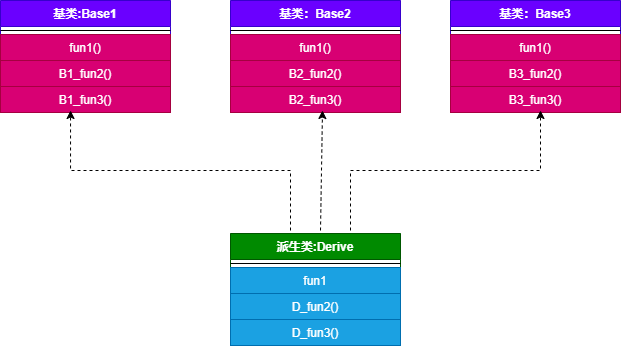 基类:Base1
fun1()
B1_fun2()
B1_fun3()
基类：Base2
fun1()
B2_fun2()
B2_fun3()
基类：Base3
fun1()
B3_fun2()
B3_fun3()
派生类:Derive
fun1
D_fun2()
D_fun3()